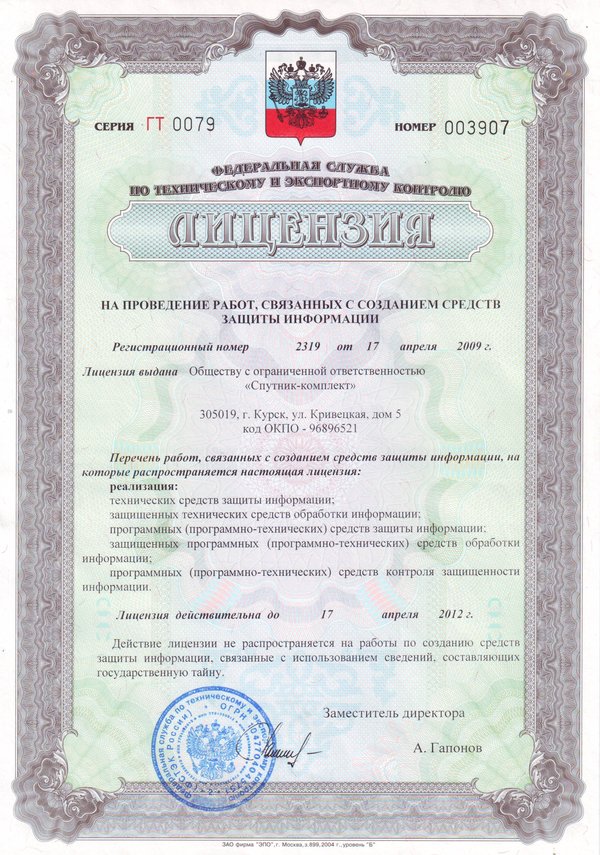 СЕРИЯ ГТ 0079
НОМЕР 003907
ФЕДЕРАЛЬНАЯ СЛУЖБА
ПО ТЕХНИЧЕСКОМУ И ЭКСПОРТНОМУ КОНТРОЛЮ
ЛИЦЕНЗИЯ
НА ПРОВЕДЕНИЕ РАБОТ, СВЯЗАННЫХ С СОЗДАНИЕМ СРЕДСТВ
ЗАЩИТЫ ИНФОРМАЦИИ
Регистрационный номер 2319 от 17 апреля 2009 г.
Лицензия выдана Обществу с ограниченной ответственностью
«Спутник-комплект»
305019, г. Курск, ул. Кривецкая, дом 5
код ОКПО - 96896521
Перечень работ, связанных с созданием средств защиты информации, на
которые распространяется настоящая лицензия:
реализация:
технических средств защиты информации;
защищенных технических средств обработки информации;
программных (программно-технических) средств защиты информации;
защищенных программных (программно-технических) средств обработки
информации;
программных (программно-технических) средств контроля защищенности
информации.
Лицензия действительна до 17 апреля 2012 г.
Действие лицензии не распространяется на работы по созданию средств
защиты информации, связанные с использованием сведений, составляющих
государственную тайну.
Заместитель директора
А. Гапонов
Федеральная служба по техническому и экспортному контролю
(ФСТЭК России)
ОГРН
ЗАО фирма "ЭПО", г. Москва, з.899, 2004 г., уровень "Б"